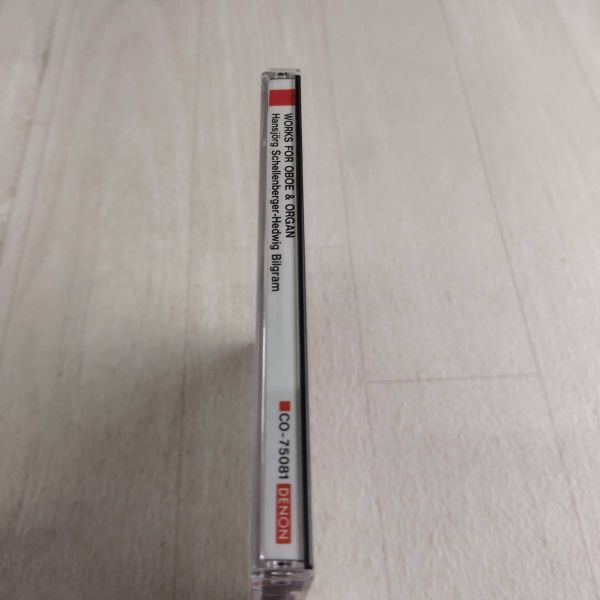 WORKS FOR OBOE & ORGAN
Hansjörg Schellenberger-Hedwig Bilgram
CO-75081 DENON